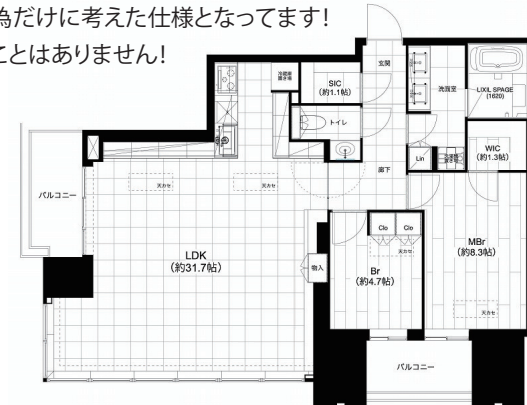 為だけに考えた仕様となってます!
ことはありません!
玄関
冷蔵庫
置き場
SIC
(約1.1帖)
洗面室
LIXIL SPAGE
(1620)
トイレ
Lin
WIC
(約1.3帖)
廊下
バルコニー
天カセ
天カセ
LDK
(約31.7帖)
物入
Clo
Clo
天カセ
Br
(約4.7帖)
MBr
(約8.3帖)
天カセ
バルコニー